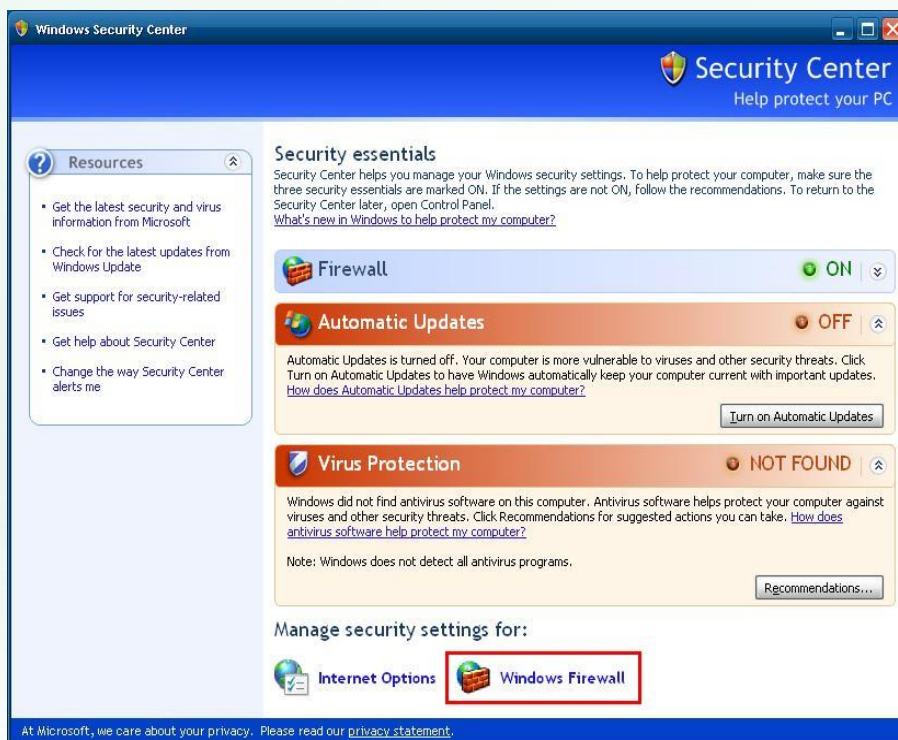 Windows Security Center
Security Center
Help protect your PC
Resources
• Get the latest security and virus
information from Microsoft
• Check for the latest updates from
Windows Update
• Get support for security-related
issues
• Get help about Security Center
• Change the way Security Center
alerts me
Security essentials
Security Center helps you manage your Windows security settings. To help protect your computer, make sure the
three security essentials are marked ON. If the settings are not ON, follow the recommendations. To return to the
Security Center later, open Control Panel.
What's new in Windows to help protect my computer?
Firewall ON
Automatic Updates OFF
Automatic Updates is turned off. Your computer is more vulnerable to viruses and other security threats. Click
Turn on Automatic Updates to have Windows automatically keep your computer current with important updates.
How does Automatic Updates help protect my computer?
Turn on Automatic Updates
Virus Protection NOT FOUND
Windows did not find antivirus software on this computer. Antivirus software helps protect your computer against
viruses and other security threats. Click Recommendations for suggested actions you can take. How does
antivirus software help protect my computer?
Note: Windows does not detect all antivirus programs.
Recommendations...
Manage security settings for:
Internet Options Windows Firewall
At Microsoft, we care about your privacy. Please read our privacy statement.